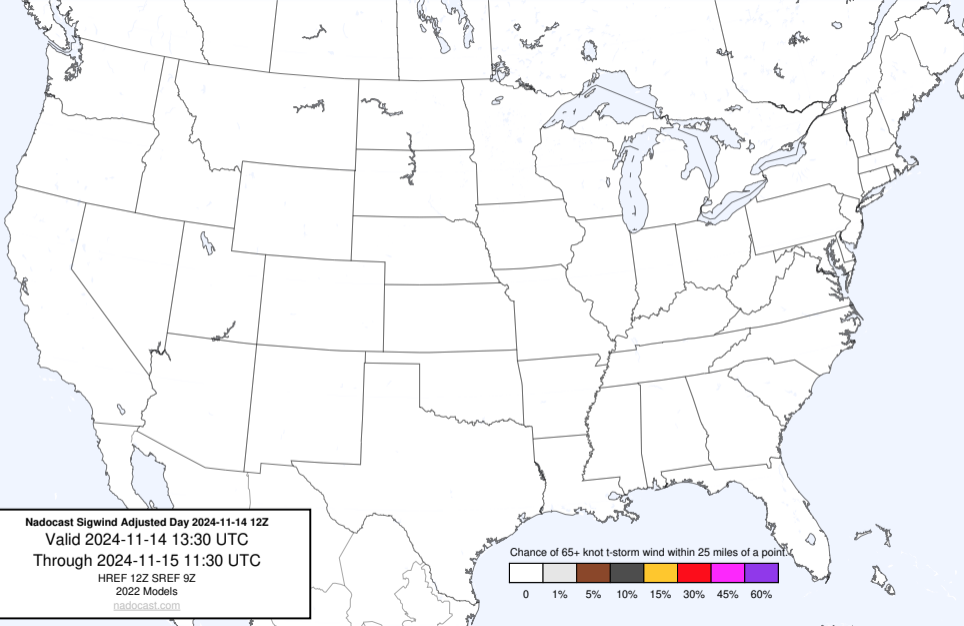 Nadocast Sigwind Adjusted Day 2024-11-14 12Z
Valid 2024-11-14 13:30 UTC
Through 2024-11-15 11:30 UTC
HREF 12Z SREF 9Z
2022 Models
nadocast.com
Chance of 65+ knot t-storm wind within 25 miles of a point.
0 1% 5% 10% 15% 30% 45% 60%